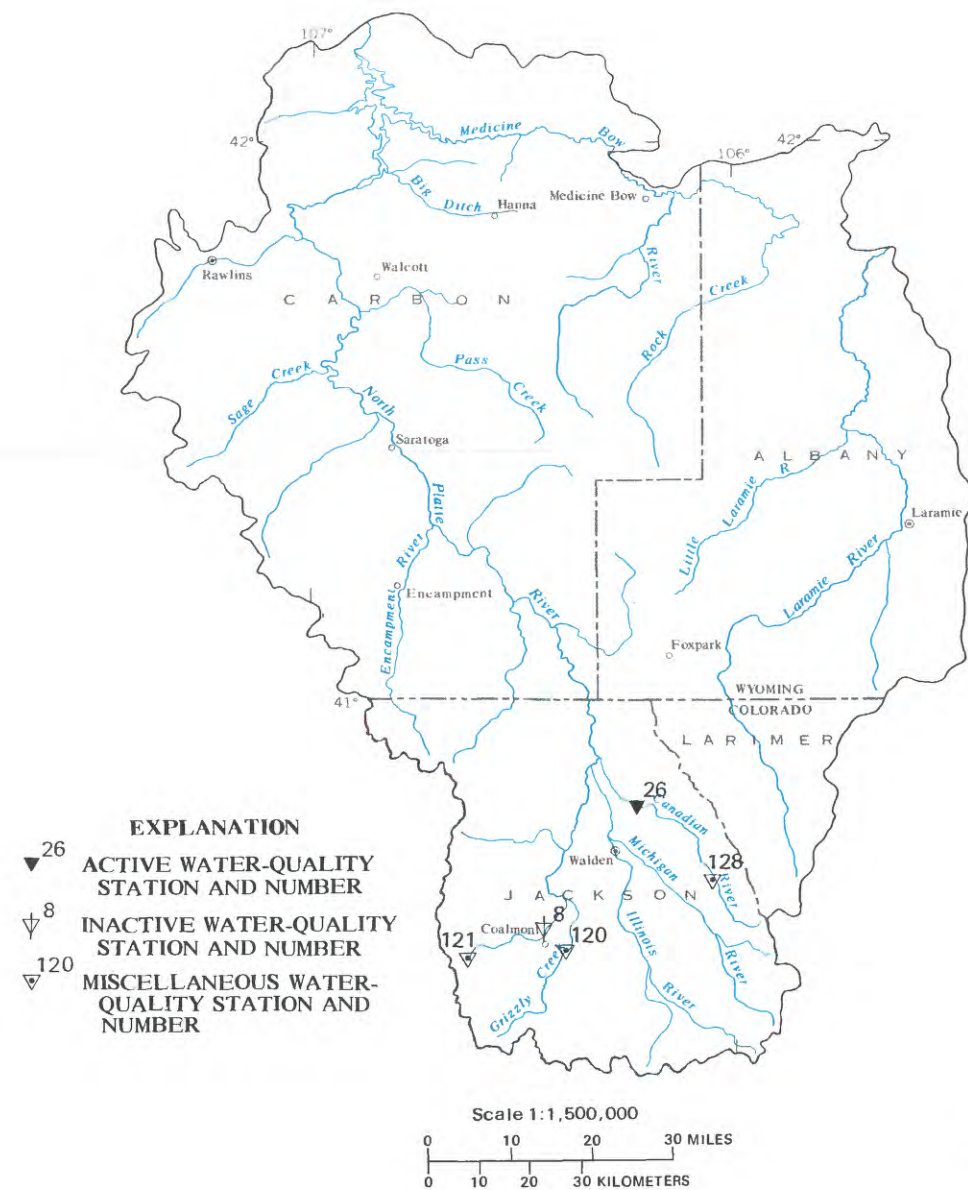 107°
42°
Medicine
Bow
106°
42°
Big
Ditch
Hanna
Medicine Bow
Rawlins
Walcott
River
Creek
C A R B O N
Rock
Pass
Creek
Sage
Creek
North
Saratoga
A L B A N Y
Platte
Little
Laramie
R
Laramie
River
Encampment
Encampment
River
Laramie
River
Foxpark
41°
WYOMING
COLORADO
L A R I M E R
26
Canadian
River
128
Walden
Michigan
River
J A C K S O N
8
Coalmont
121
120
Illinois
River
Grizzly
Creek
EXPLANATION
26 ACTIVE WATER-QUALITY
STATION AND NUMBER
8 INACTIVE WATER-QUALITY
STATION AND NUMBER
120 MISCELLANEOUS WATER-
QUALITY STATION AND
NUMBER
Scale 1:1,500,000
0 10 20 30 MILES
0 10 20 30 KILOMETERS